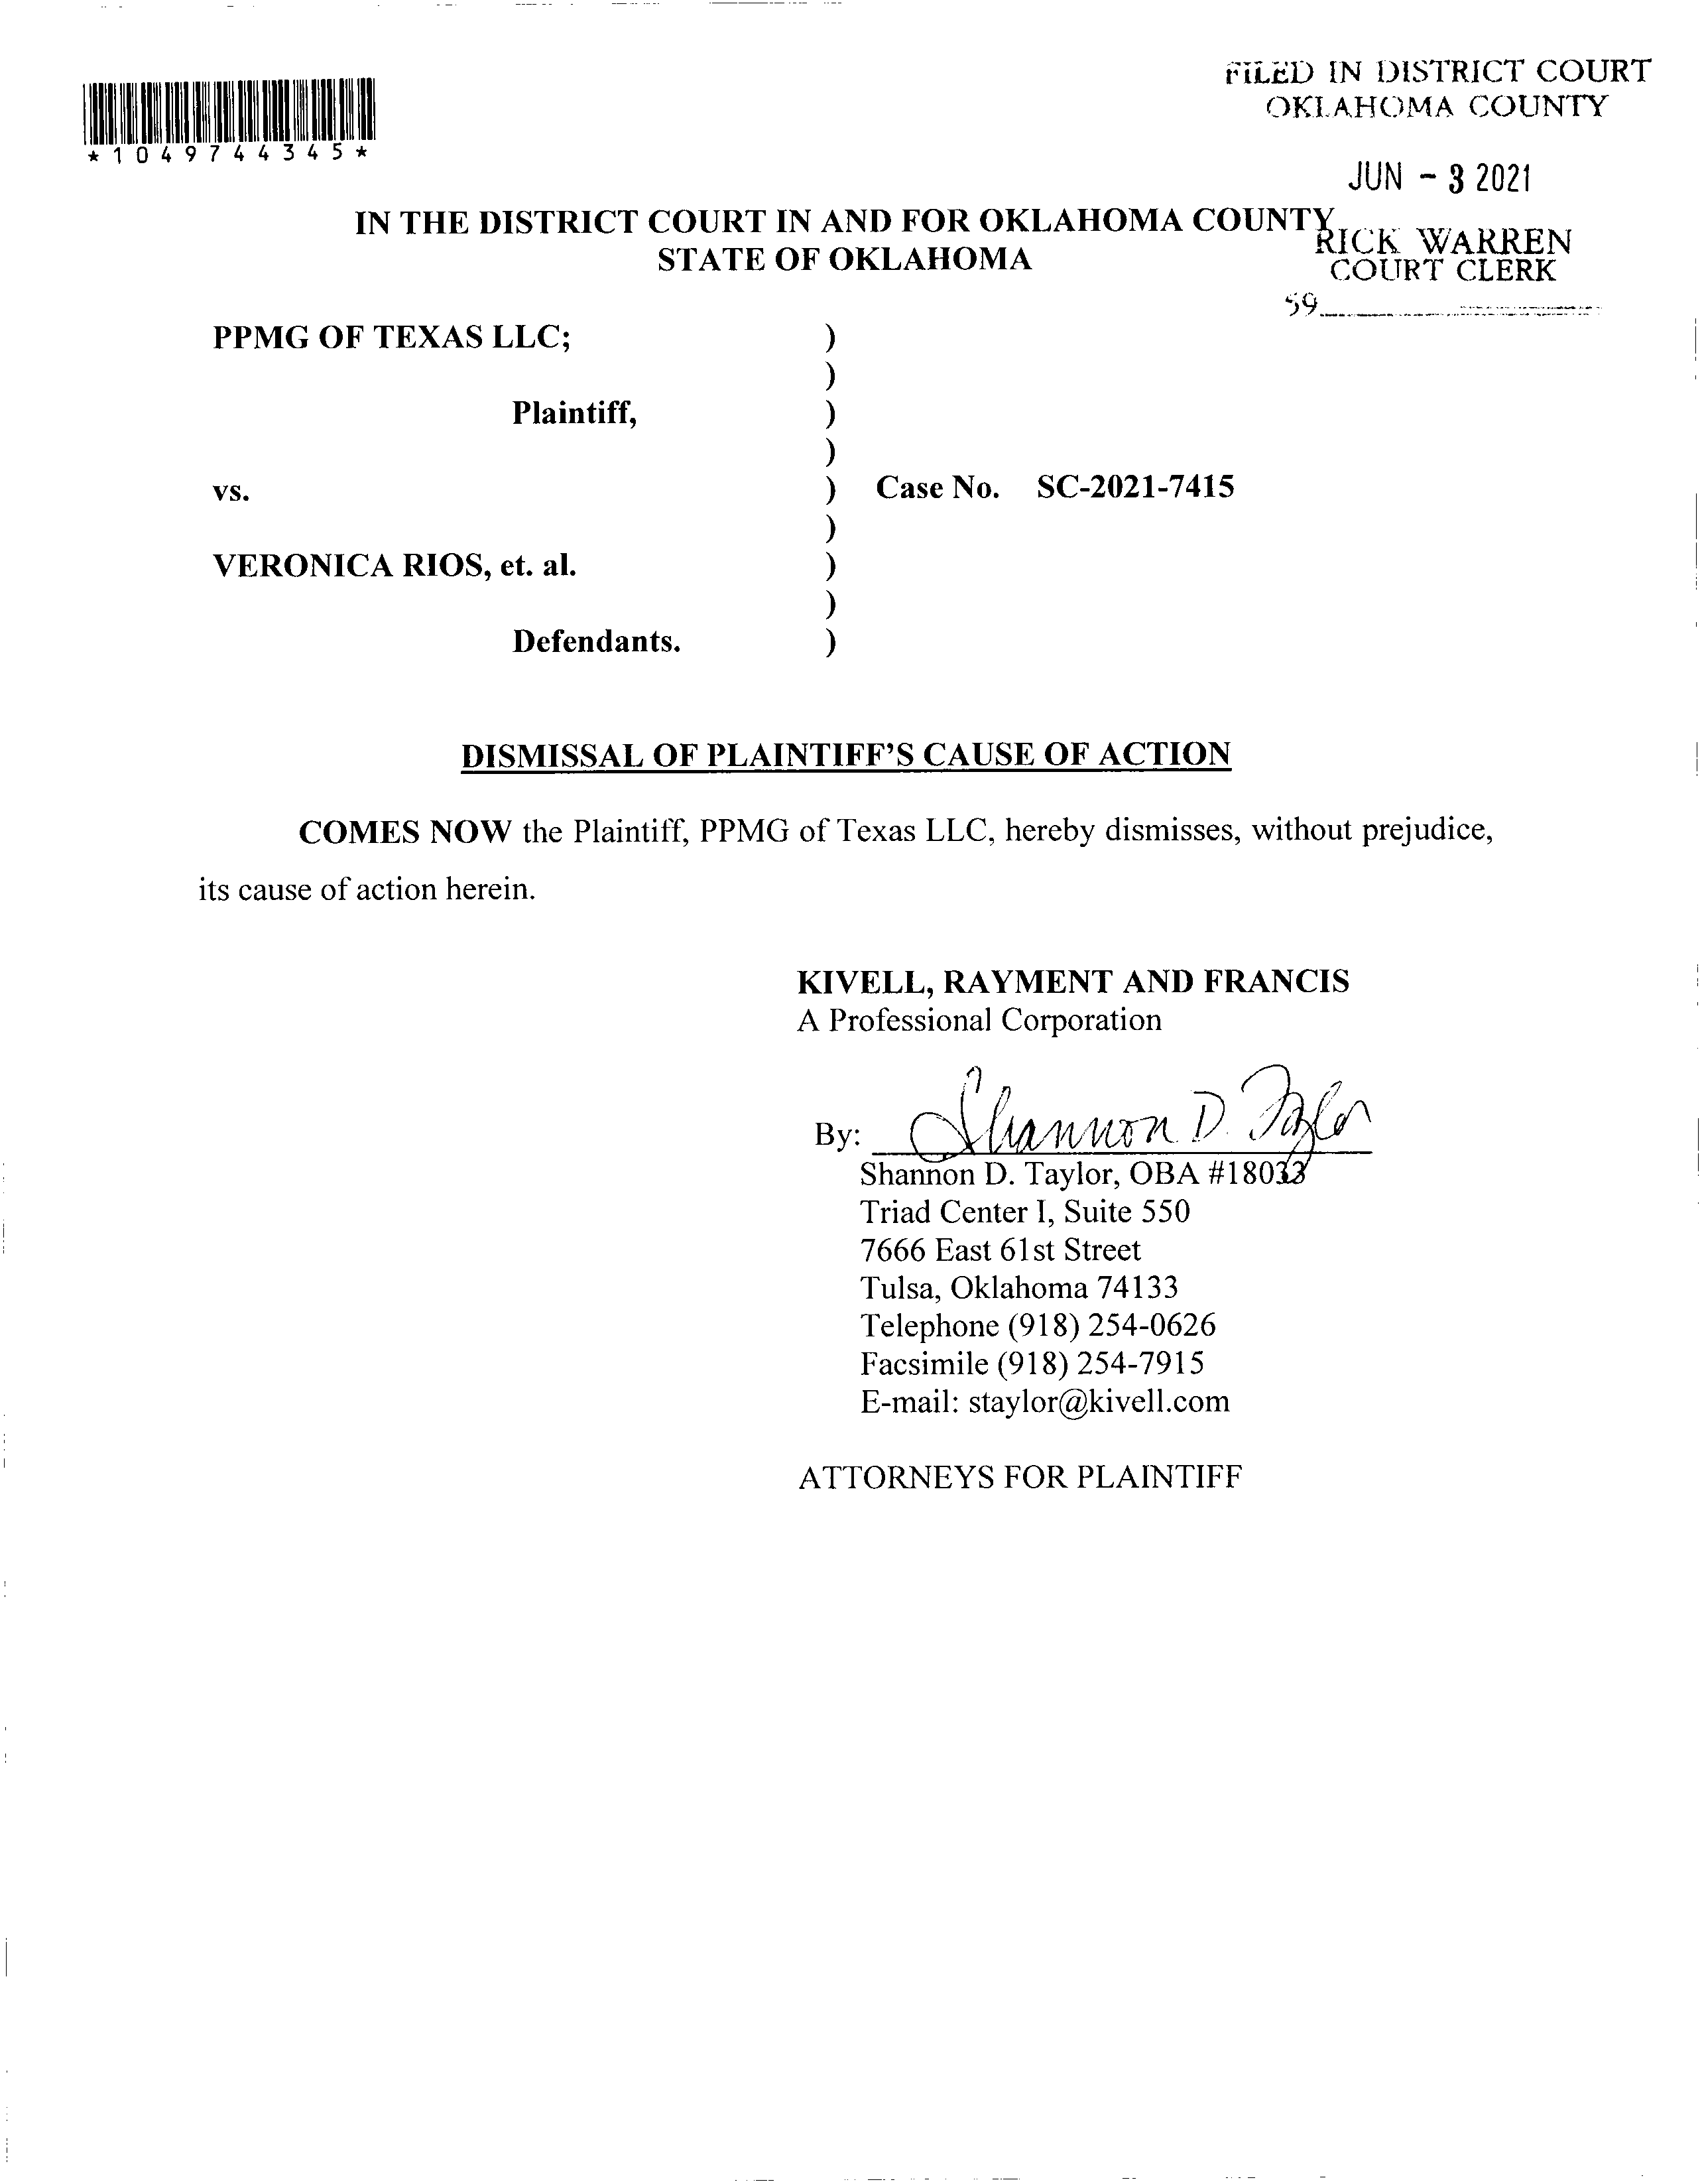 FILED IN DISTRICT COURT
OKLAHOMA COUNTY
*1049744345*
JUN - 3 2021
IN THE DISTRICT COURT IN AND FOR OKLAHOMA COUNTY
STATE OF OKLAHOMA
RICK WARREN
COURT CLERK
59
PPMG OF TEXAS LLC; )
)
Plaintiff, )
)
vs. ) Case No. SC-2021-7415
)
VERONICA RIOS, et. al. )
)
Defendants. )
DISMISSAL OF PLAINTIFF'S CAUSE OF ACTION
COMES NOW the Plaintiff, PPMG of Texas LLC, hereby dismisses, without prejudice,
its cause of action herein.
KIVELL, RAYMENT AND FRANCIS
A Professional Corporation
By: Shannon D. Taylor
Shannon D. Taylor, OBA #18033
Triad Center I, Suite 550
7666 East 61st Street
Tulsa, Oklahoma 74133
Telephone (918) 254-0626
Facsimile (918) 254-7915
E-mail: staylor@kivell.com
ATTORNEYS FOR PLAINTIFF